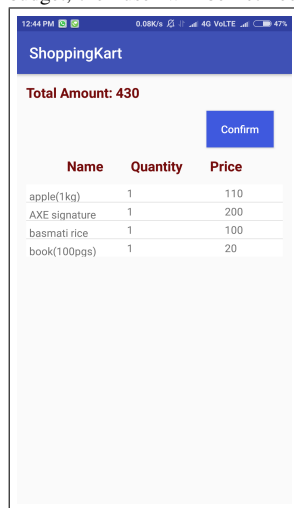 12:44 PM 0.08K/s 4G VoLTE 47%
ShoppingKart
Total Amount: 430
Confirm
Name Quantity Price
apple(1kg) 1 110
AXE signature 1 200
basmati rice 1 100
book(100pgs) 1 20